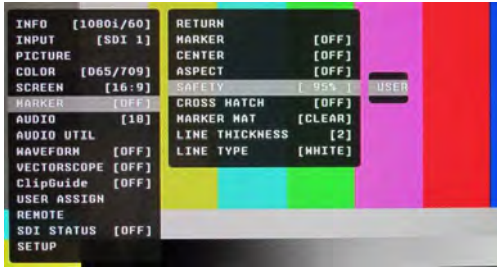 INFO [1080i/60]
INPUT [SDI 1]
PICTURE
COLOR [D65/709]
SCREEN [16:9]
MARKER [OFF]
AUDIO [18]
AUDIO UTIL
WAVEFORM [OFF]
VECTORSCOPE [OFF]
ClipGuide [OFF]
USER ASSIGN
REMOTE
SDI STATUS [OFF]
SETUP
RETURN
MARKER [OFF]
CENTER [OFF]
ASPECT [OFF]
SAFETY [ 95% ]
CROSS HATCH [OFF]
MARKER MAT [CLEAR]
LINE THICKNESS [2]
LINE TYPE [WHITE]
USER